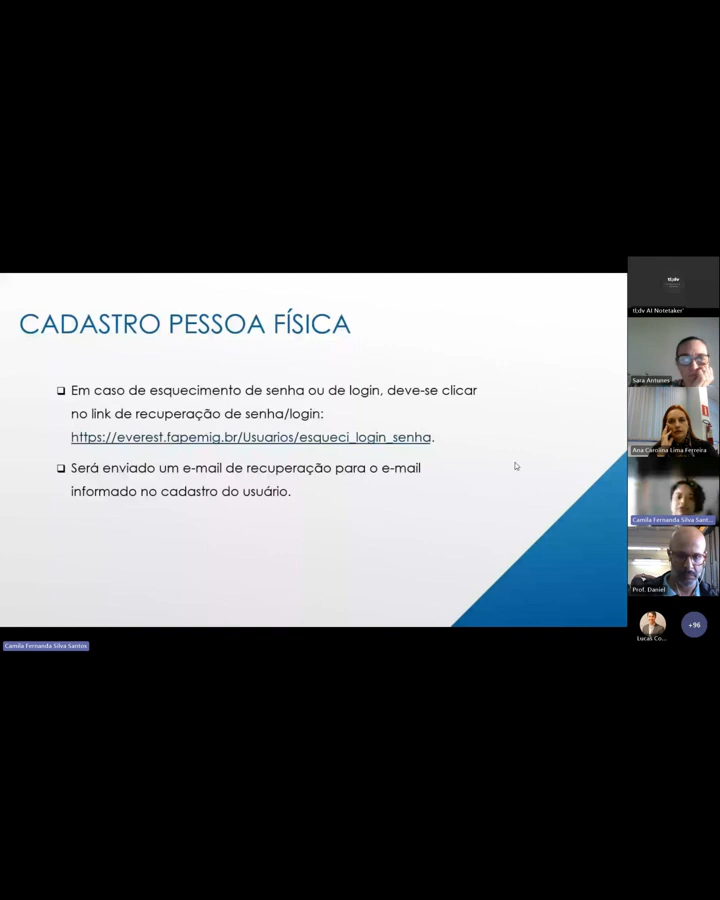 tl;dv
tl;dv AI Notetaker'
CADASTRO PESSOA FÍSICA
Sara Antunes
❑ Em caso de esquecimento de senha ou de login, deve-se clicar
no link de recuperação de senha/login:
https://everest.fapemig.br/Usuarios/esqueci_login_senha.
Ana Carolina Lima Ferreira
❑ Será enviado um e-mail de recuperação para o e-mail
informado no cadastro do usuário.
Camila Fernanda Silva Sant...
Prof. Daniel
+96
Lucas Co...
Camila Fernanda Silva Santos